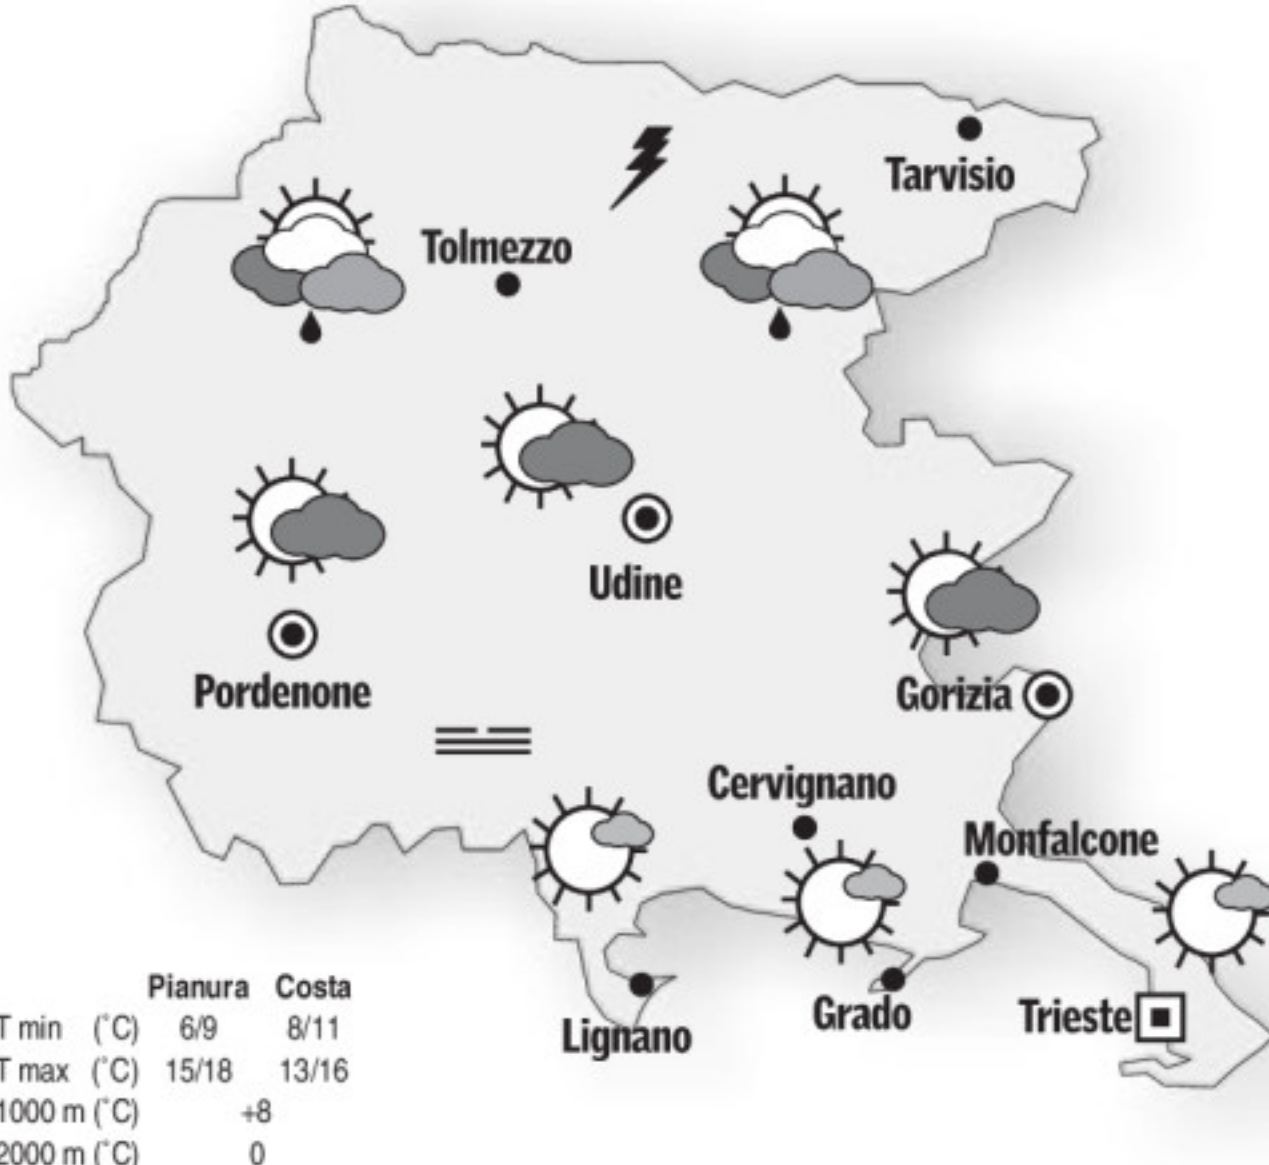 Tarvisio
Tolmezzo
Udine
Pordenone
Gorizia
Cervignano
Monfalcone
Grado
Trieste
Lignano
Pianura Costa
T min (°C) 6/9 8/11
T max (°C) 15/18 13/16
1000 m (°C) +8
2000 m (°C) 0